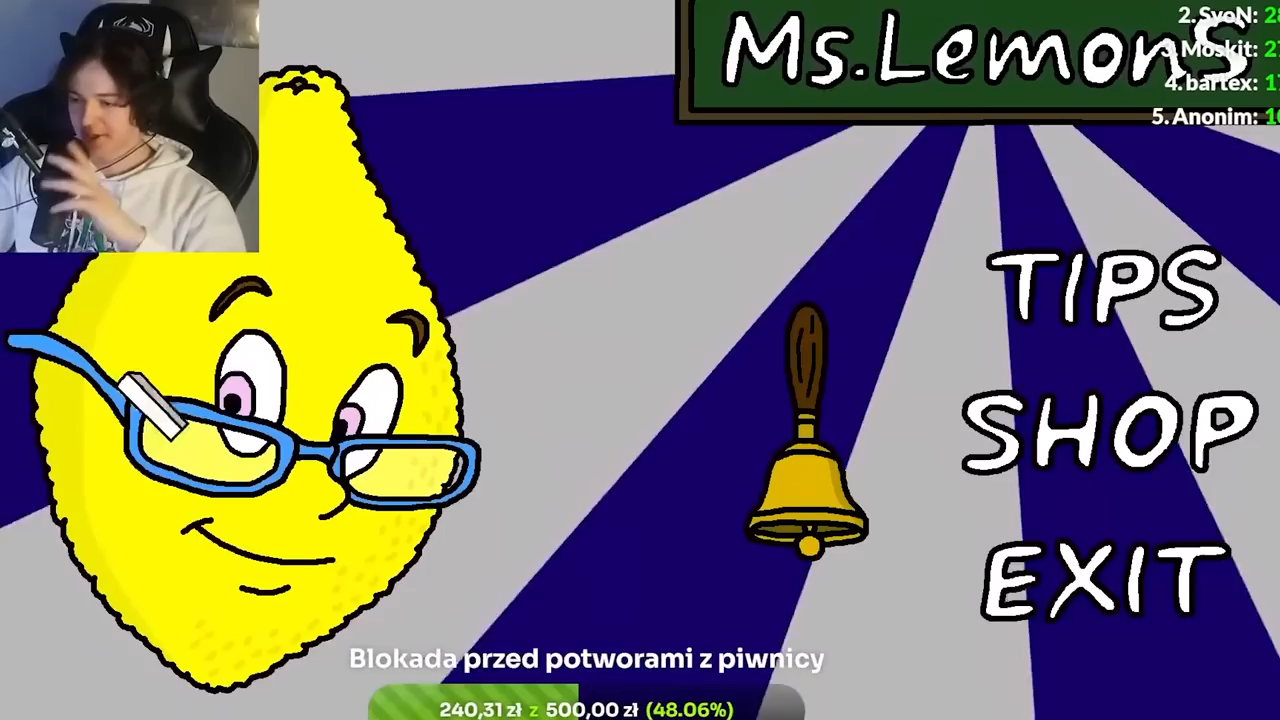 Ms.Lemons
2. SyoN: 
3. Moskit: 
4. bartex: 
5. Anonim: 
TIPS
SHOP
EXIT
Blokada przed potworami z piwnicy
240,31 zł z 500,00 zł (48.06%)